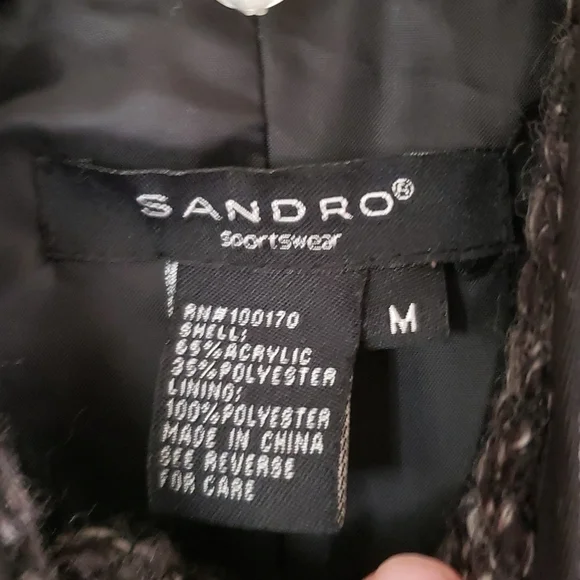 SANDRO®
Sportswear
M
RN#100170
SHELL:
65%ACRYLIC
35%POLYESTER
LINING:
100%POLYESTER
MADE IN CHINA
SEE REVERSE
FOR CARE